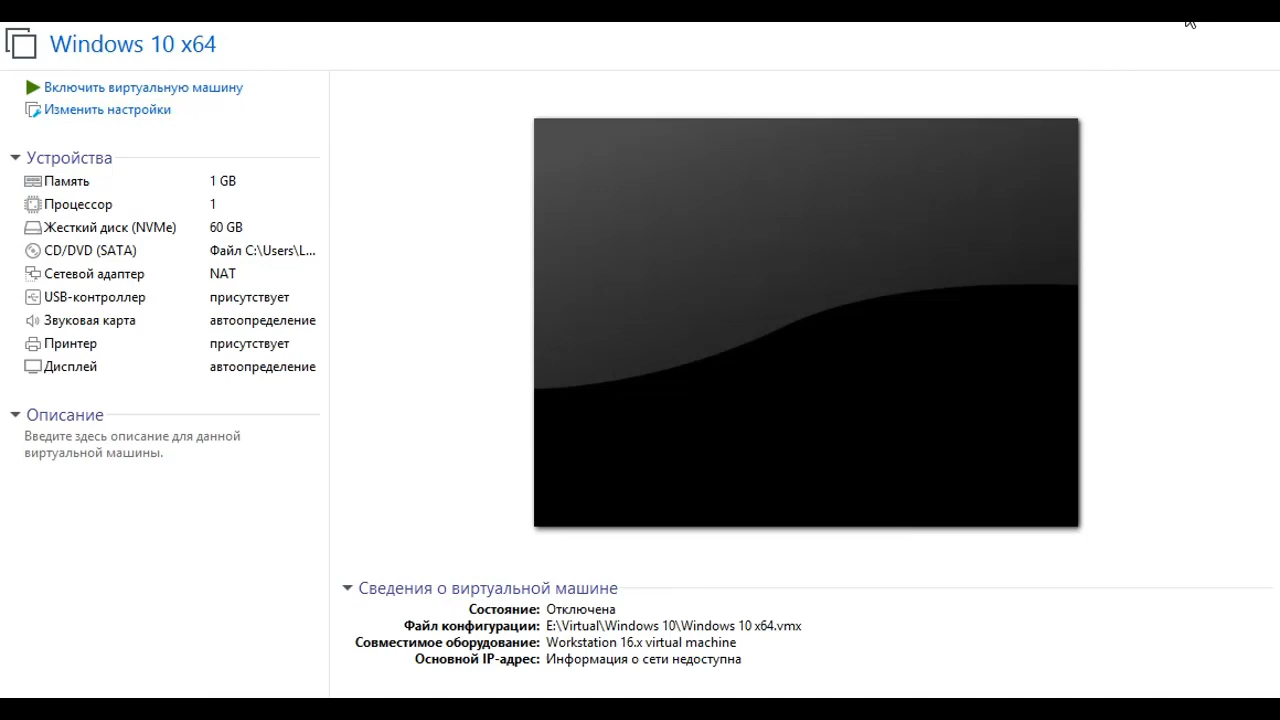 Windows 10 x64
Включить виртуальную машину
Изменить настройки
Устройства
Память 1 GB
Процессор 1
Жесткий диск (NVMe) 60 GB
CD/DVD (SATA) Файл C:\Users\L...
Сетевой адаптер NAT
USB-контроллер присутствует
Звуковая карта автоопределение
Принтер присутствует
Дисплей автоопределение
Описание
Введите здесь описание для данной
виртуальной машины.
Сведения о виртуальной машине
Состояние: Отключена
Файл конфигурации: E:\Virtual\Windows 10\Windows 10 x64.vmx
Совместимое оборудование: Workstation 16.x virtual machine
Основной IP-адрес: Информация о сети недоступна